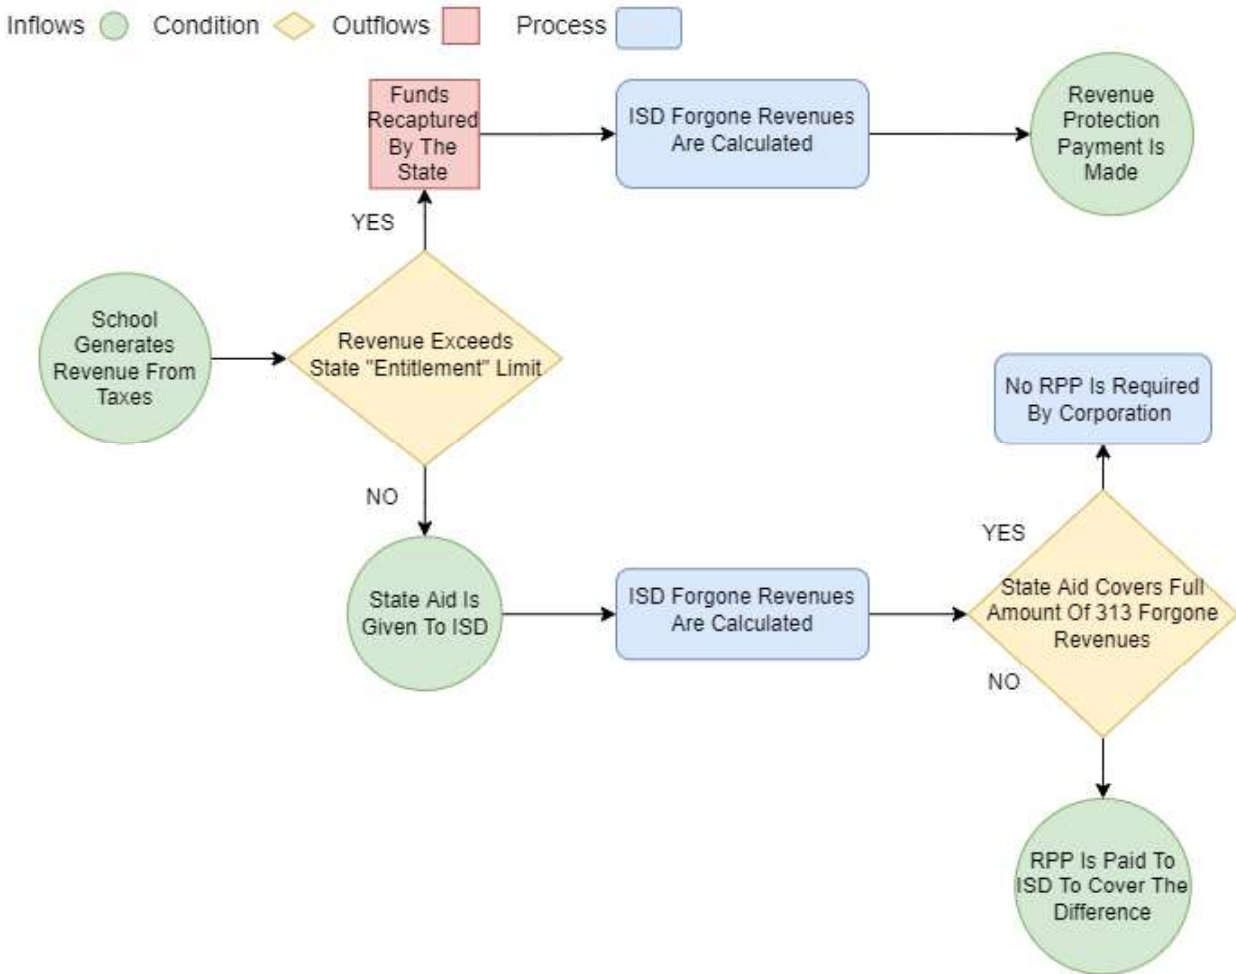 Inflows Condition Outflows Process
Funds
Recaptured
By The
State
ISD Forgone Revenues
Are Calculated
Revenue
Protection
Payment Is
Made
YES
School
Generates
Revenue From
Taxes
Revenue Exceeds
State "Entitlement" Limit
NO
State Aid Is
Given To ISD
ISD Forgone Revenues
Are Calculated
No RPP Is Required
By Corporation
YES
State Aid Covers Full
Amount Of 313 Forgone
Revenues
NO
RPP Is Paid To
ISD To Cover The
Difference